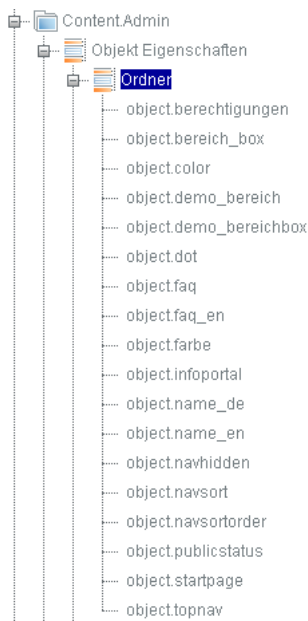 Content.Admin
Objekt Eigenschaften
Ordner
object.berechtigungen
object.bereich_box
object.color
object.demo_bereich
object.demo_bereichbox
object.dot
object.faq
object.faq_en
object.farbe
object.infoportal
object.name_de
object.name_en
object.navhidden
object.navsort
object.navsortorder
object.publicstatus
object.startpage
object.topnav